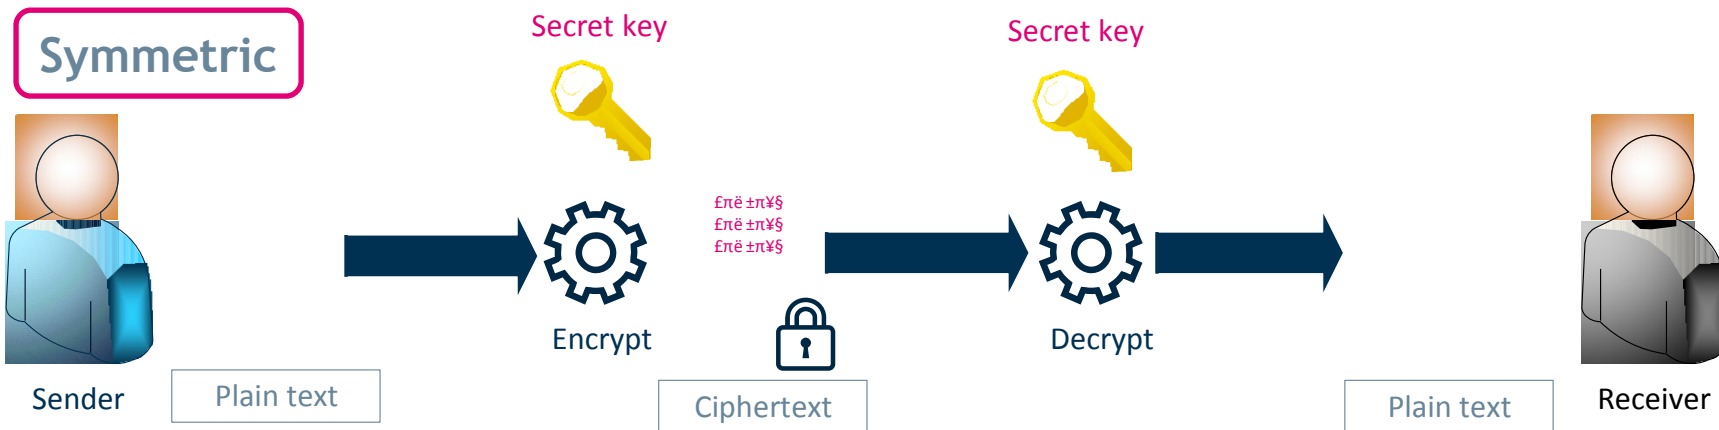 Symmetric
Secret key
Secret key
£πë±π¥§
£πë±π¥§
£πë±π¥§
Encrypt
Decrypt
Sender
Plain text
Ciphertext
Plain text
Receiver